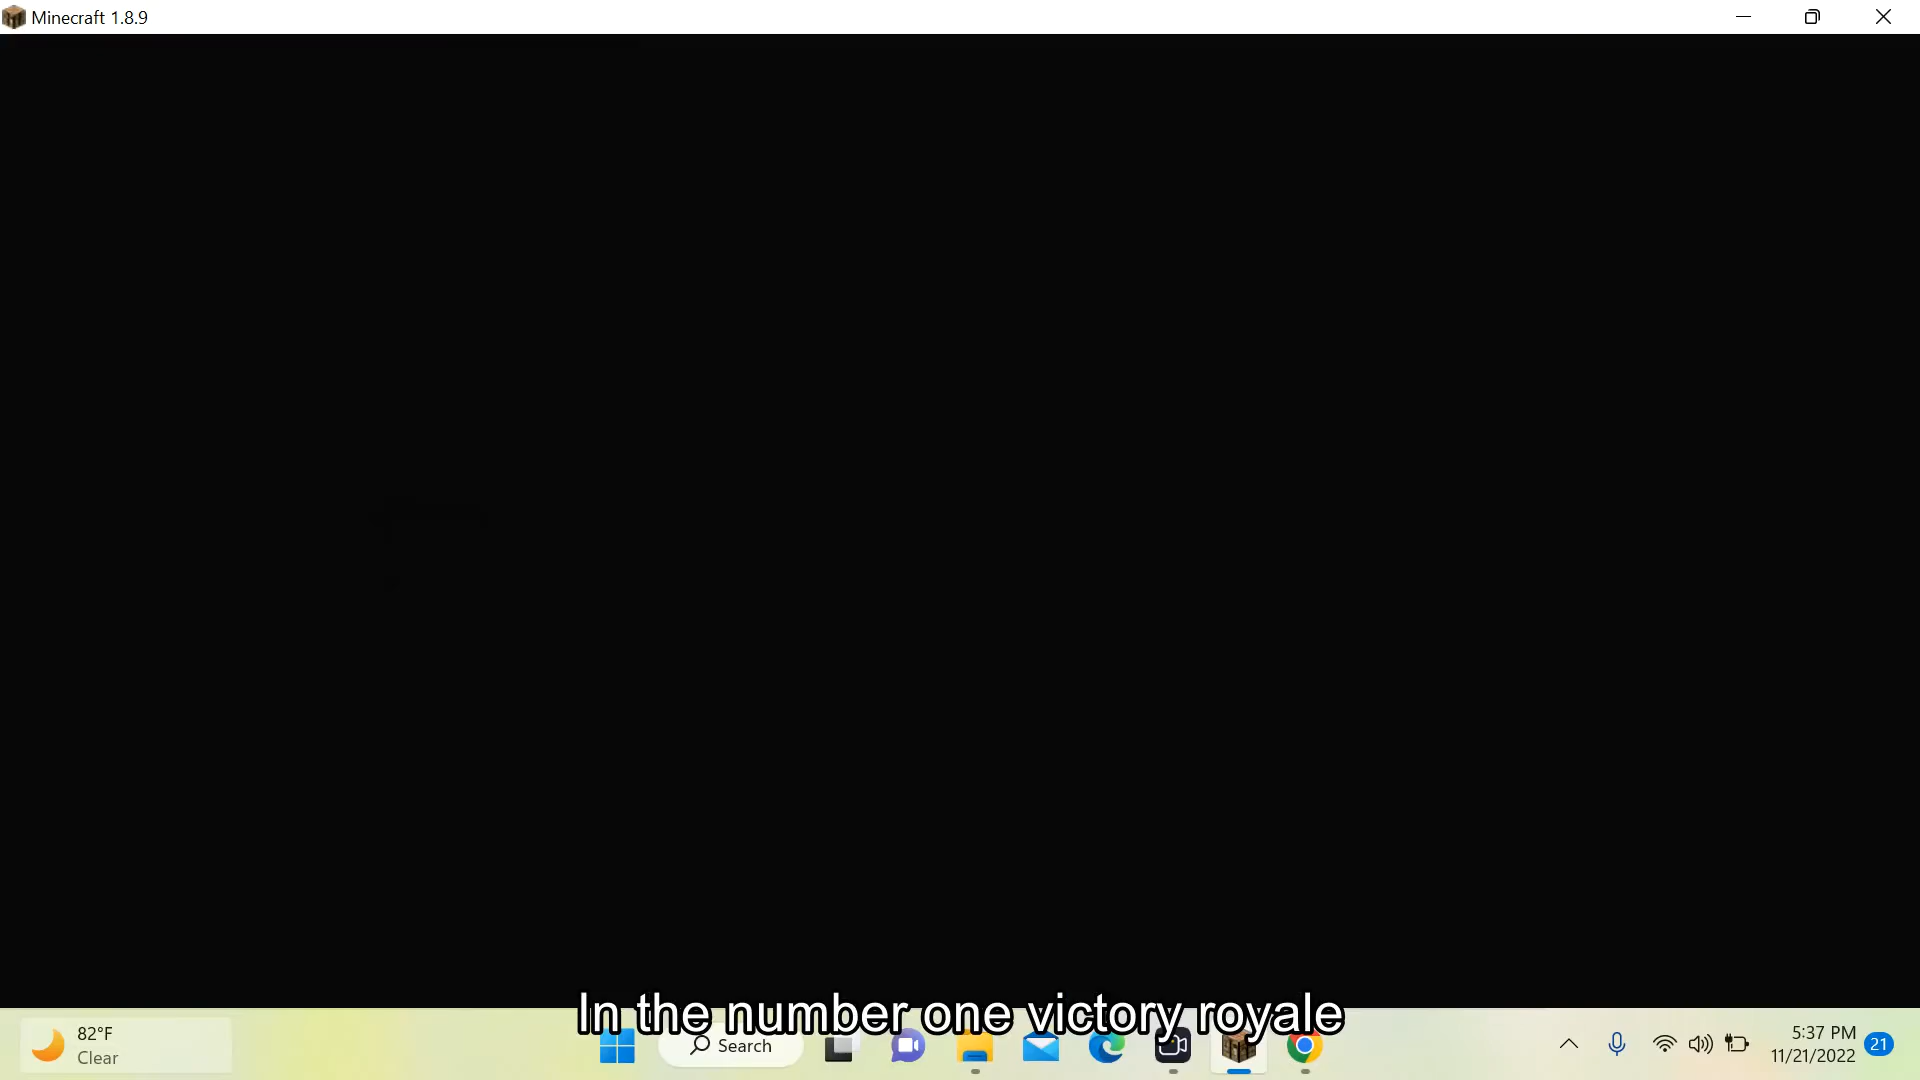 Minecraft 1.8.9
In the number one victory royale
82°F
Clear
Search
5:37 PM
11/21/2022
21